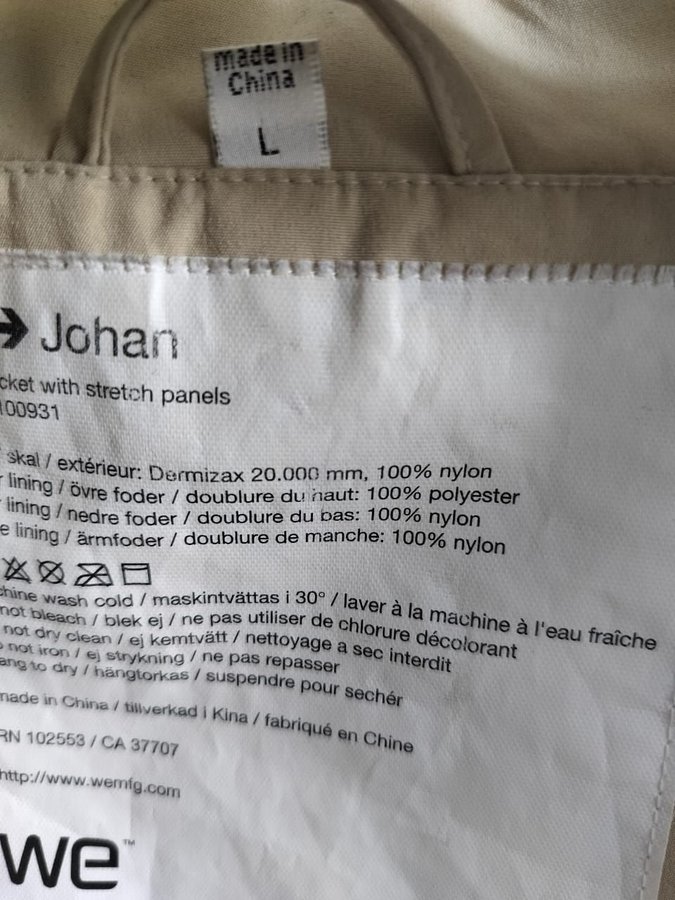 made in
China
L
Johan
cket with stretch panels
100931
skal / extérieur: Dermizax 20.000 mm, 100% nylon
r lining / övre foder / doublure du haut: 100% polyester
r lining / nedre foder / doublure du bas: 100% nylon
e lining / ärmfoder / doublure de manche: 100% nylon
hine wash cold / maskintvättas i 30° / laver à la machine à l'eau fraîche
not bleach / blek ej / ne pas utiliser de chlorure décolorant
not dry clean / ej kemtvätt / nettoyage a sec interdit
not iron / ej strykning / ne pas repasser
ang to dry / hängtorkas / suspendre pour sechér
made in China / tillverkad i Kina / fabriqué en Chine
RN 102553 / CA 37707
http://www.wemfg.com
we™